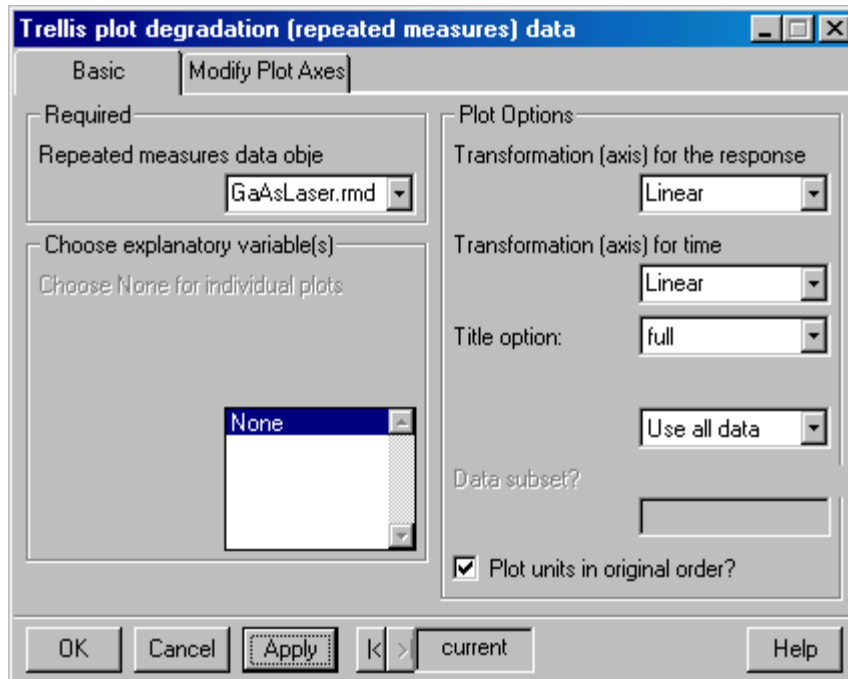 Trellis plot degradation (repeated measures) data
Basic
Modify Plot Axes
Required
Repeated measures data obje
GaAsLaser.rmd
Choose explanatory variable(s)
Choose None for individual plots
None
Plot Options
Transformation (axis) for the response
Linear
Transformation (axis) for time
Linear
Title option:
full
Use all data
Data subset?
Plot units in original order?
OK
Cancel
Apply
current
Help